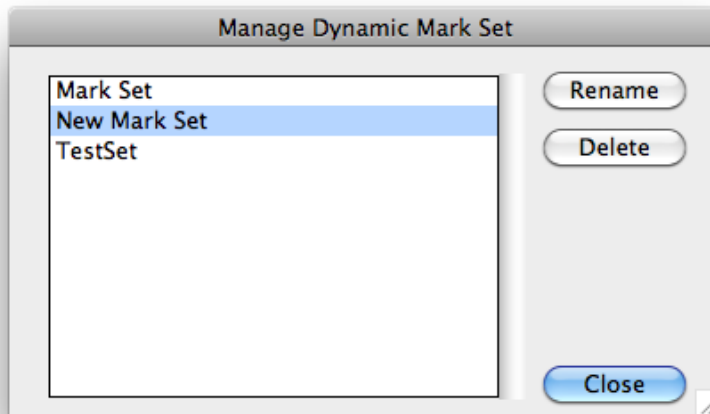 Manage Dynamic Mark Set
Mark Set
New Mark Set
TestSet
Rename
Delete
Close